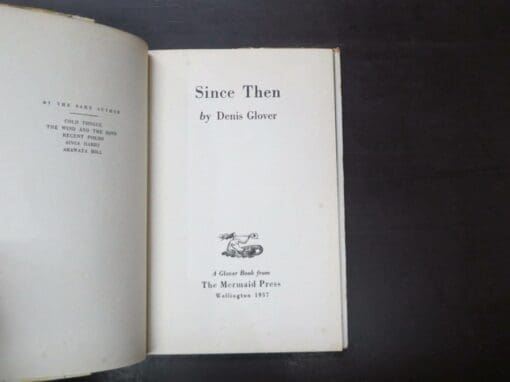 BY THE SAME AUTHOR
COLD TONGUE
THE WIND AND THE SAND
RECENT POEMS
SINGS HARRY
ARAWATA BILL
Since Then
by Denis Glover
A Glover Book from
The Mermaid Press
Wellington 1957